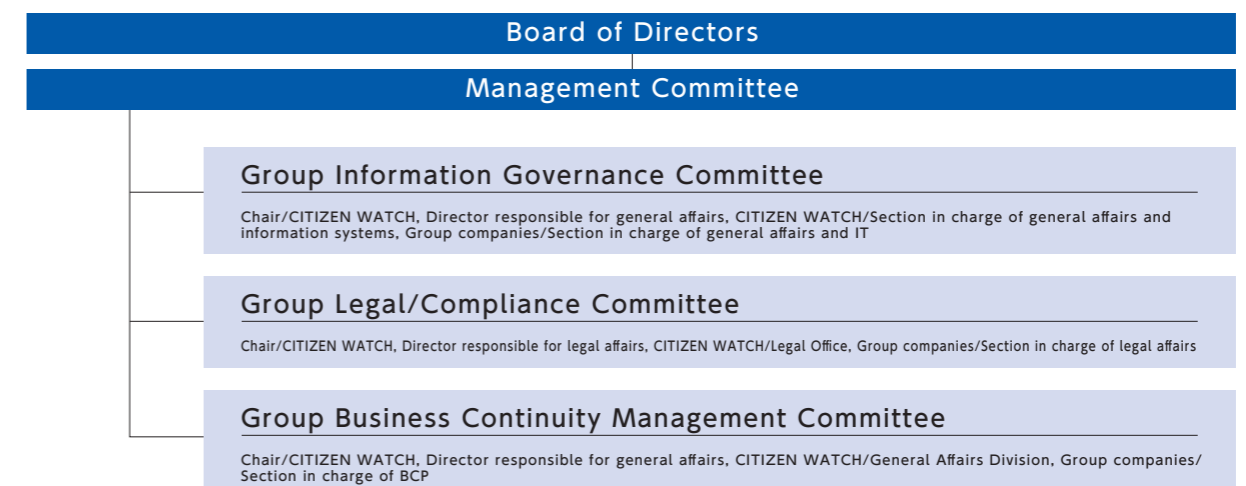 Board of Directors
Management Committee
Group Information Governance Committee
Chair/CITIZEN WATCH, Director responsible for general affairs, CITIZEN WATCH/Section in charge of general affairs and
information systems, Group companies/Section in charge of general affairs and IT
Group Legal/Compliance Committee
Chair/CITIZEN WATCH, Director responsible for legal affairs, CITIZEN WATCH/Legal Office, Group companies/Section in charge of legal affairs
Group Business Continuity Management Committee
Chair/CITIZEN WATCH, Director responsible for general affairs, CITIZEN WATCH/General Affairs Division, Group companies/
Section in charge of BCP